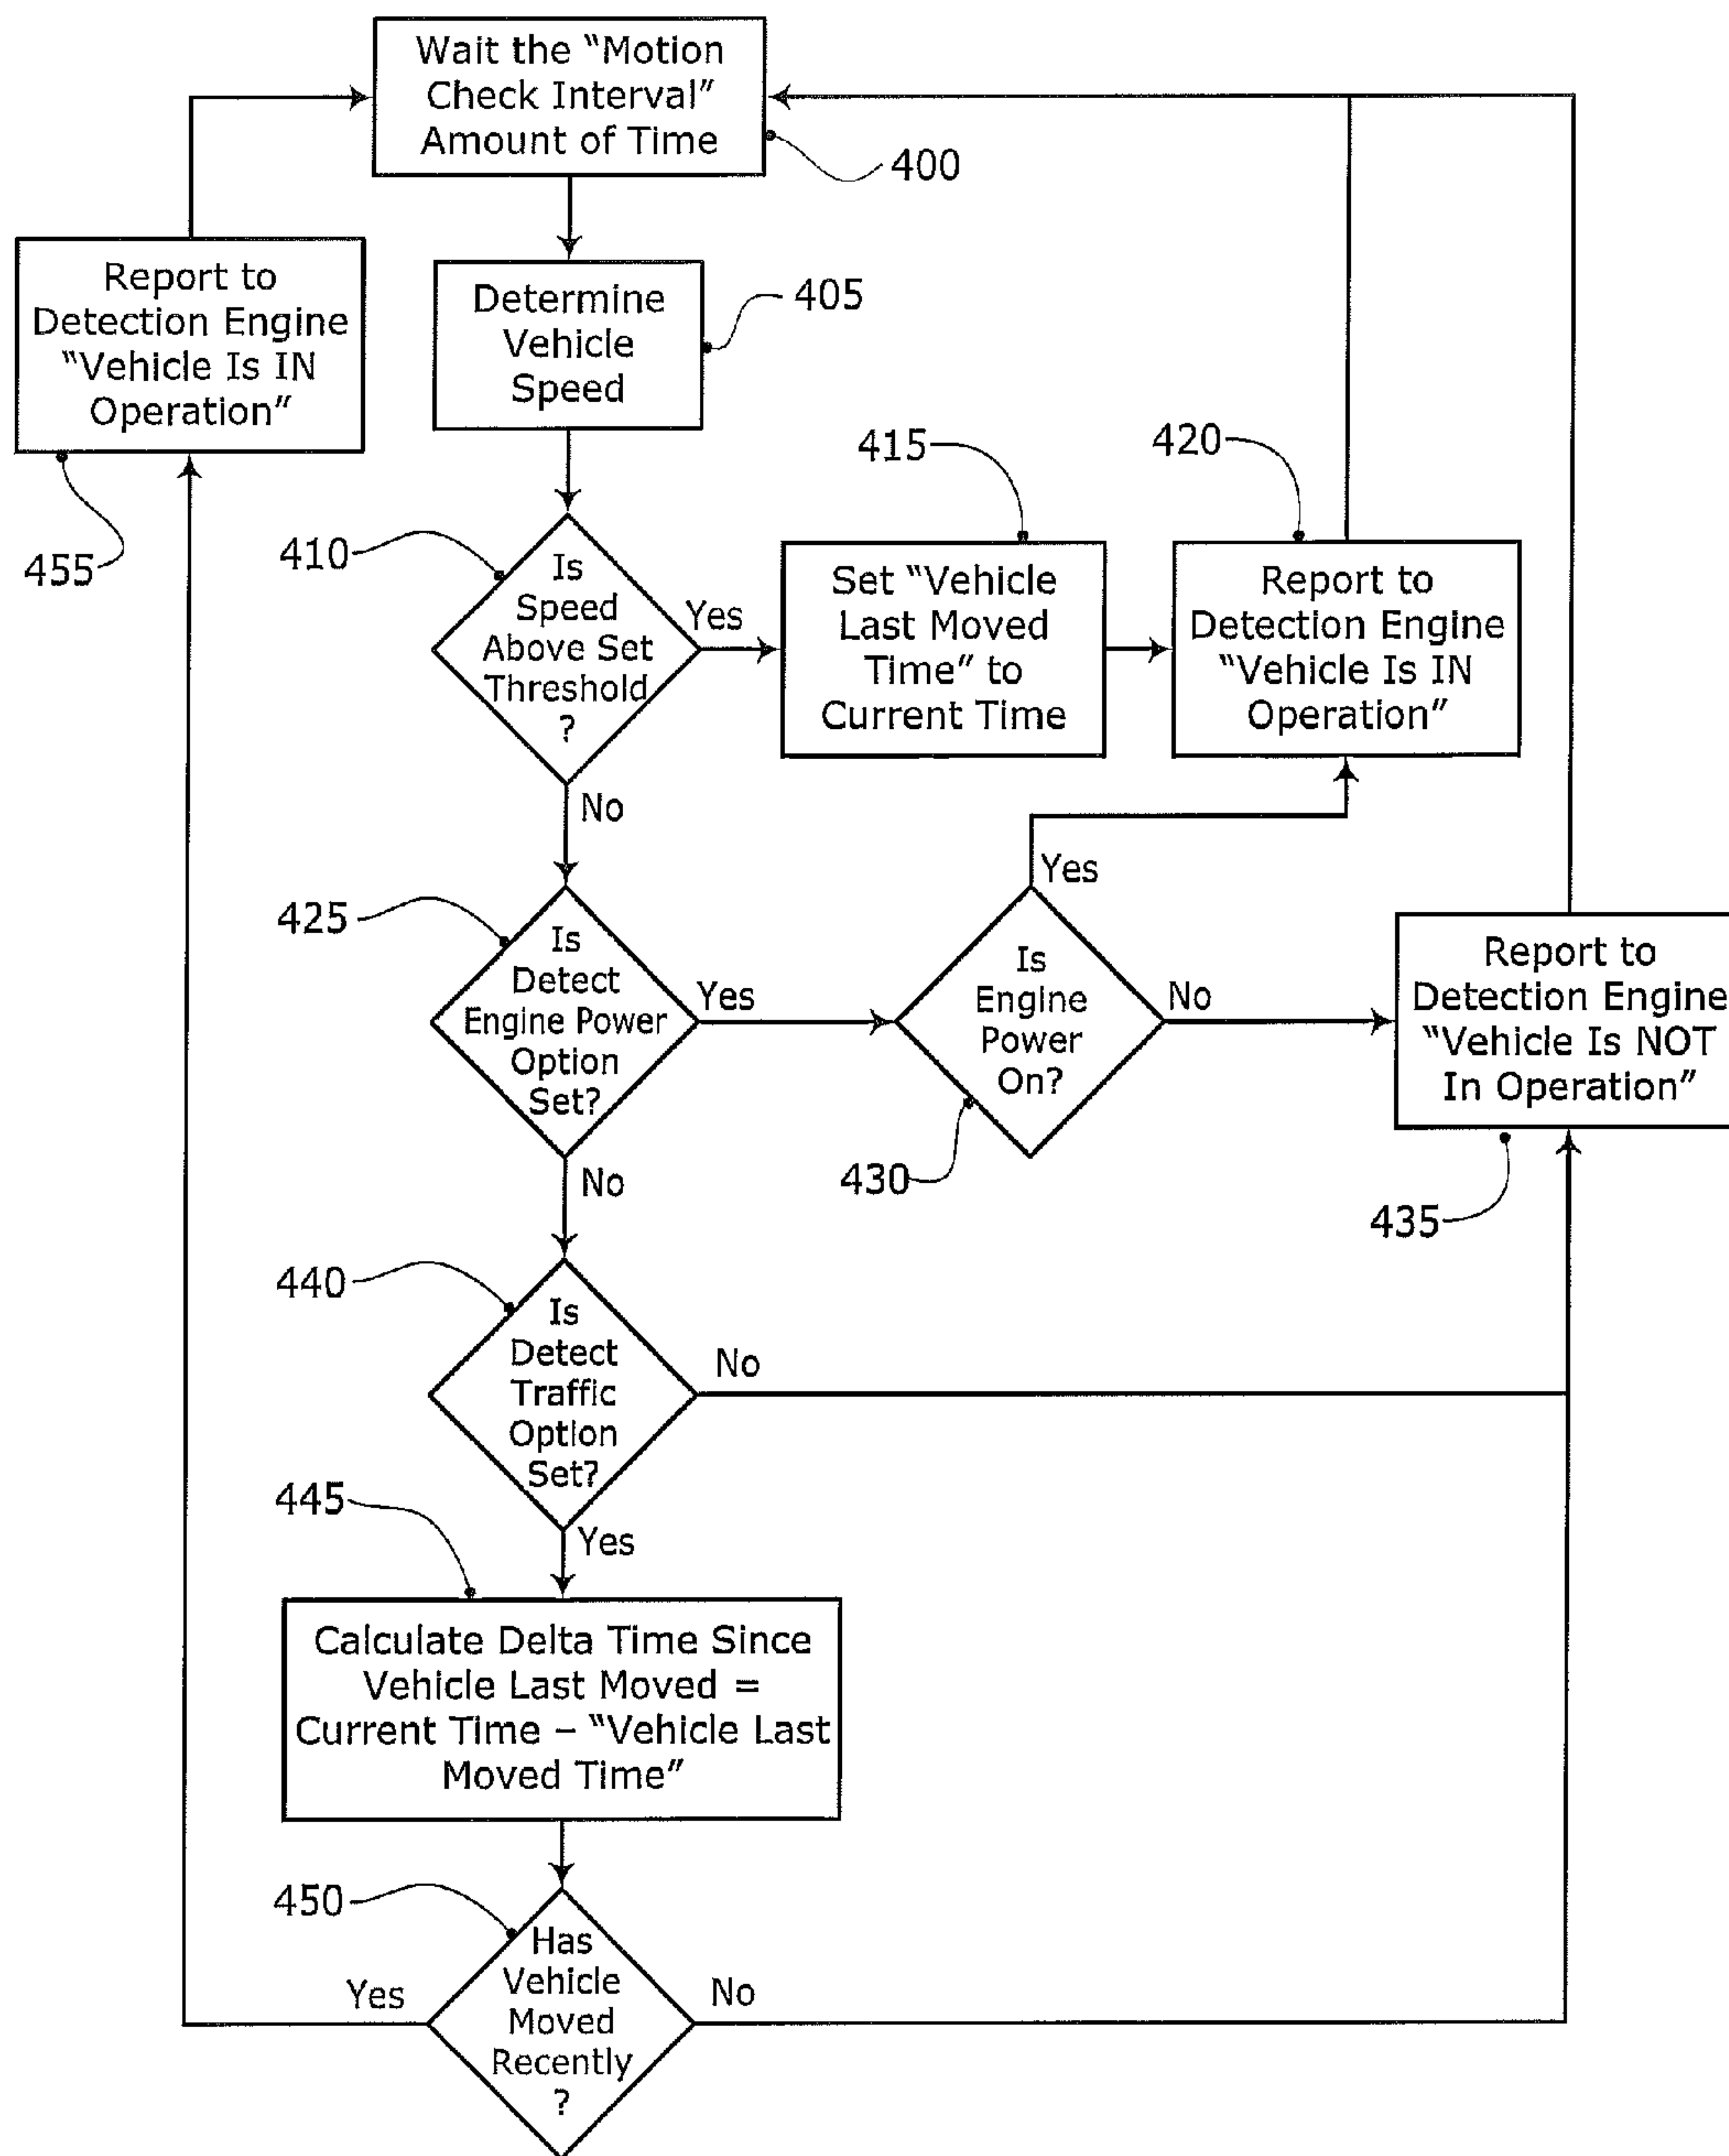 Wait the “Motion
Check Interval”
Amount of Time
400
Report to
Detection Engine
“Vehicle Is IN
Operation”
455
Determine
Vehicle
Speed
405
410
Is
Speed
Above Set
Threshold
?
Yes
No
415
Set “Vehicle
Last Moved
Time” to
Current Time
420
Report to
Detection Engine
“Vehicle Is IN
Operation”
425
Is
Detect
Engine Power
Option
Set?
Yes
No
Is
Engine
Power
On?
Yes
No
430
Report to
Detection Engine
“Vehicle Is NOT
In Operation”
435
440
Is
Detect
Traffic
Option
Set?
No
Yes
445
Calculate Delta Time Since
Vehicle Last Moved =
Current Time – “Vehicle Last
Moved Time”
450
Has
Vehicle
Moved
Recently
?
Yes
No